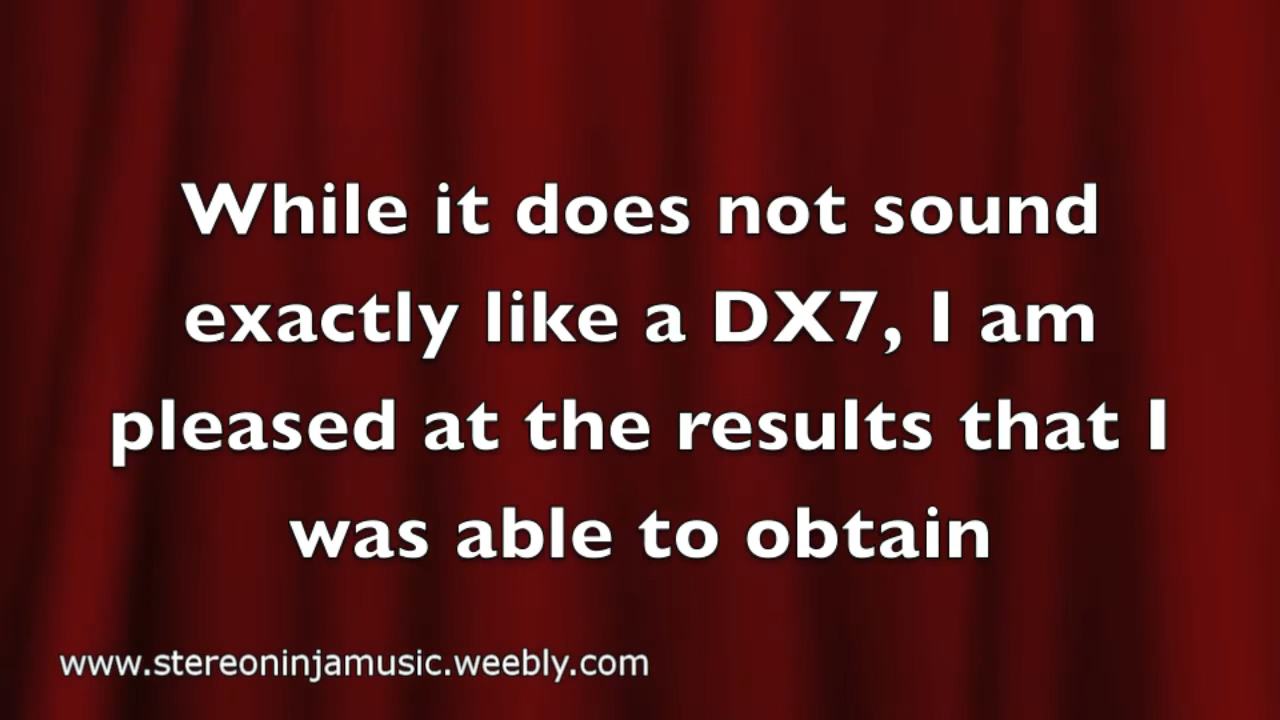 While it does not sound
exactly like a DX7, I am
pleased at the results that I
was able to obtain
www.stereoninjamusic.weebly.com